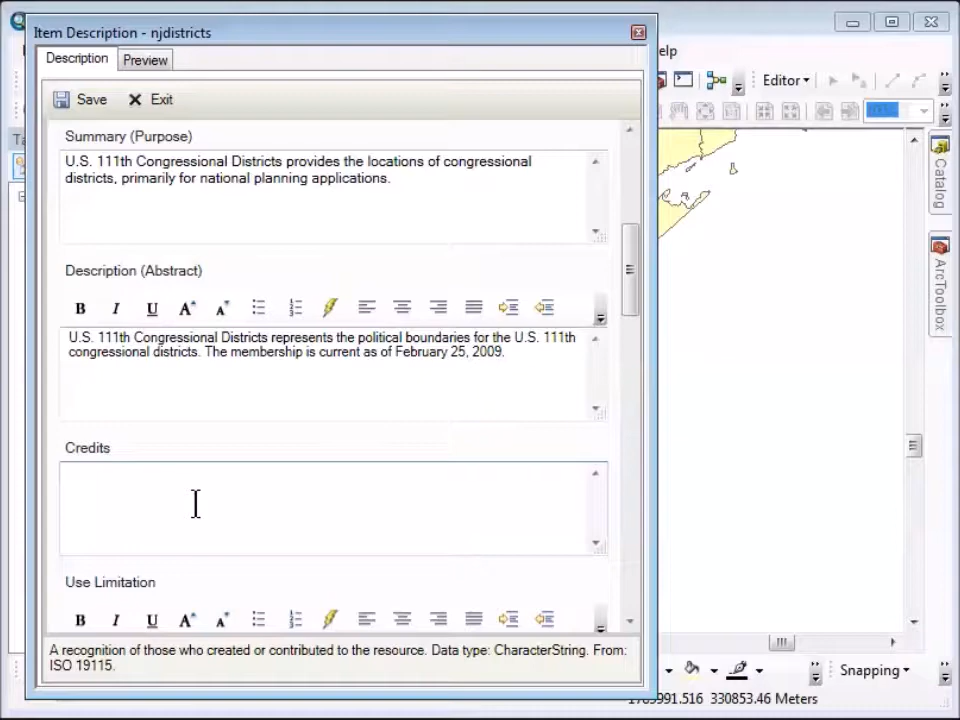 Item Description - njdistricts
Description
Preview
Save
Exit
Summary (Purpose)
U.S. 111th Congressional Districts provides the locations of congressional
districts, primarily for national planning applications.
Description (Abstract)
B I U A A
U.S. 111th Congressional Districts represents the political boundaries for the U.S. 111th
congressional districts. The membership is current as of February 25, 2009.
Credits
Use Limitation
B I U A A
A recognition of those who created or contributed to the resource. Data type: CharacterString. From:
ISO 19115.
elp
Editor
Catalog
ArcToolbox
Snapping
330853.46 Meters